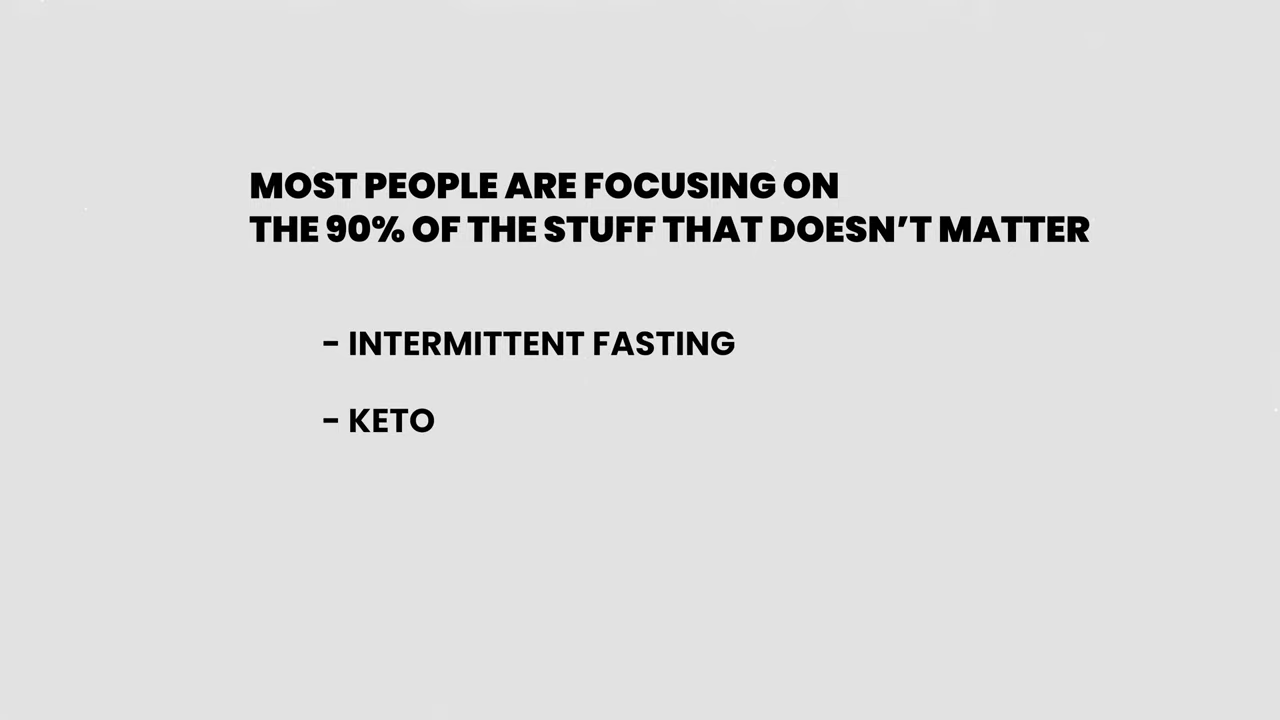 MOST PEOPLE ARE FOCUSING ON
THE 90% OF THE STUFF THAT DOESN’T MATTER
- INTERMITTENT FASTING
- KETO